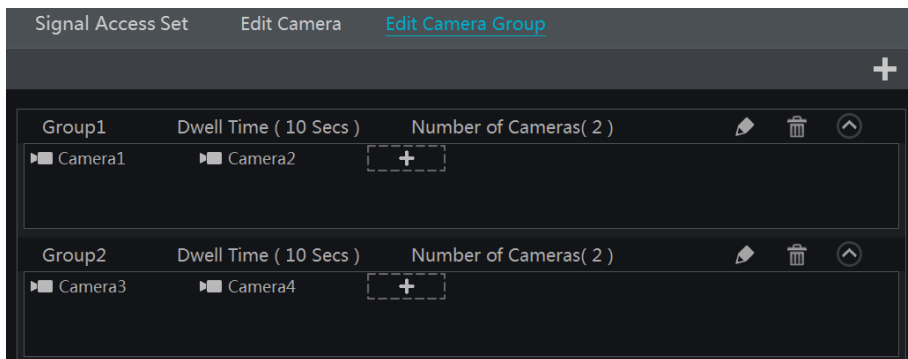 Signal Access Set Edit Camera Edit Camera Group
Group1 Dwell Time ( 10 Secs ) Number of Cameras( 2 )
Camera1 Camera2
Group2 Dwell Time ( 10 Secs ) Number of Cameras( 2 )
Camera3 Camera4